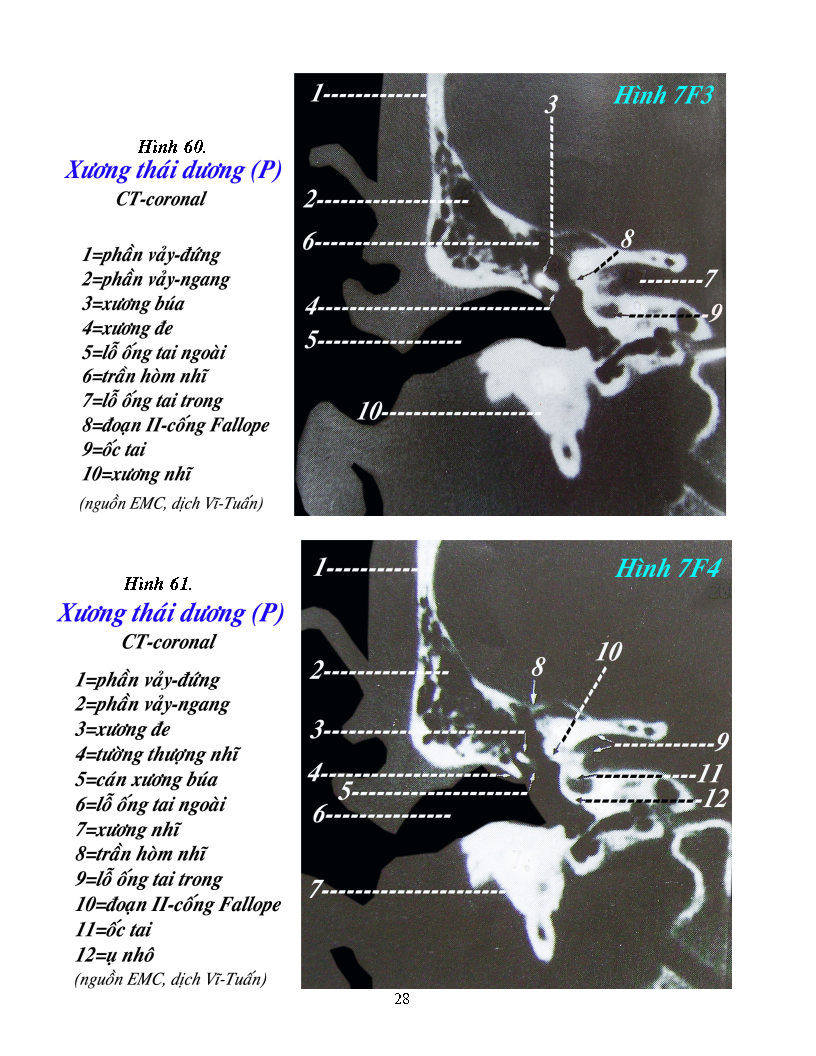 Hình 60.
Xương thái dương (P)
CT-coronal
1=phần vảy-đứng
2=phần vảy-ngang
3=xương búa
4=xương đe
5=lỗ ống tai ngoài
6=trần hòm nhĩ
7=lỗ ống tai trong
8=đoạn II-cống Fallope
9=ốc tai
10=xương nhĩ
(nguồn EMC, dịch Vĩ-Tuấn)
Hình 7F3
1
3
2
6
8
7
4
9
5
10
Hình 61.
Xương thái dương (P)
CT-coronal
1=phần vảy-đứng
2=phần vảy-ngang
3=xương đe
4=tường thượng nhĩ
5=cán xương búa
6=lỗ ống tai ngoài
7=xương nhĩ
8=trần hòm nhĩ
9=lỗ ống tai trong
10=đoạn II-cống Fallope
11=ốc tai
12=ụ nhô
(nguồn EMC, dịch Vĩ-Tuấn)
Hình 7F4
1
10
2
8
3
9
4
11
5
12
6
7
28